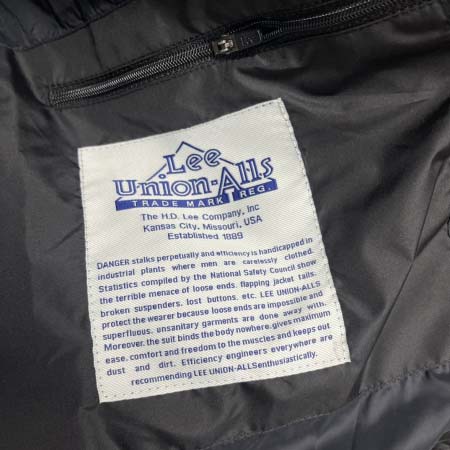 Lee
Union-Alls
TRADE MARK REG.
The H.D. Lee Company, Inc
Kansas City, Missouri, USA
Established 1889
DANGER stalks perpetually and efficiency is handicapped in
industrial plants where men are carelessly clothed.
Statistics compiled by the National Safety Council show
the terrible menace of loose ends. flapping jacket tails.
broken suspenders. lost buttons. etc. LEE UNION-ALLS
protect the wearer because loose ends are impossible and
superfluous. unsanitary garments are done away with.
Moreover. the suit binds the body nowhere. gives maximum
ease. comfort and freedom to the muscles and keeps out
dust and dirt. Efficiency engineers everywhere are
recommending LEE UNION-ALLSenthusiastically.